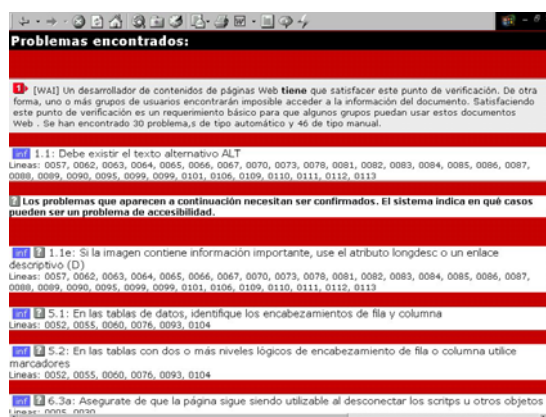 Problemas encontrados:
1 [WAI] Un desarrollador de contenidos de páginas Web tiene que satisfacer este punto de verificación. De otra
forma, uno o más grupos de usuarios encontrarán imposible acceder a la información del documento. Satisfaciendo
este punto de verificación es un requerimiento básico para que algunos grupos puedan usar estos documentos
Web . Se han encontrado 30 problema,s de tipo automático y 46 de tipo manual.
inf 1.1: Debe existir el texto alternativo ALT
Lineas: 0057, 0062, 0063, 0064, 0065, 0066, 0067, 0070, 0073, 0078, 0081, 0082, 0083, 0084, 0085, 0086, 0087,
0088, 0089, 0090, 0095, 0099, 0099, 0101, 0106, 0109, 0110, 0111, 0112, 0113
? Los problemas que aparecen a continuación necesitan ser confirmados. El sistema indica en qué casos
pueden ser un problema de accesibilidad.
inf ? 1.1e: Si la imagen contiene información importante, use el atributo longdesc o un enlace
descriptivo (D)
Lineas: 0057, 0062, 0063, 0064, 0065, 0066, 0067, 0070, 0073, 0078, 0081, 0082, 0083, 0084, 0085, 0086, 0087,
0088, 0089, 0090, 0095, 0099, 0099, 0101, 0106, 0109, 0110, 0111, 0112, 0113
inf ? 5.1: En las tablas de datos, identifique los encabezamientos de fila y columna
Lineas: 0052, 0055, 0060, 0076, 0093, 0104
inf ? 5.2: En las tablas con dos o más niveles lógicos de encabezamiento de fila o columna utilice
marcadores
Lineas: 0052, 0055, 0060, 0076, 0093, 0104
inf ? 6.3a: Asegurate de que la página sigue siendo utilizable al desconectar los scritps u otros objetos
Lineas: 0005, 0030